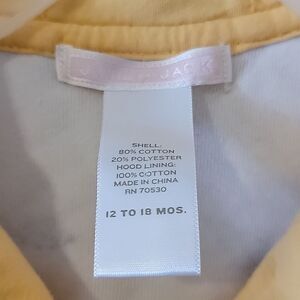 JACK
SHELL:
80% COTTON
20% POLYESTER
HOOD LINING:
100% COTTON
MADE IN CHINA
RN 70530
12 TO 18 MOS.